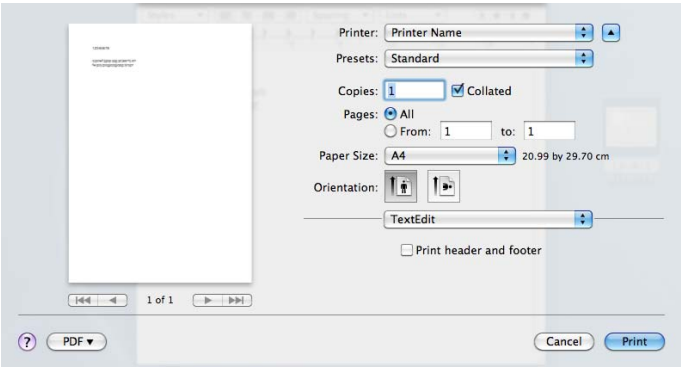 Printer: Printer Name
Presets: Standard
Copies: 1 Collated
Pages: All
From: 1 to: 1
Paper Size: A4 20.99 by 29.70 cm
Orientation:
TextEdit
Print header and footer
1 of 1
? PDF Cancel Print